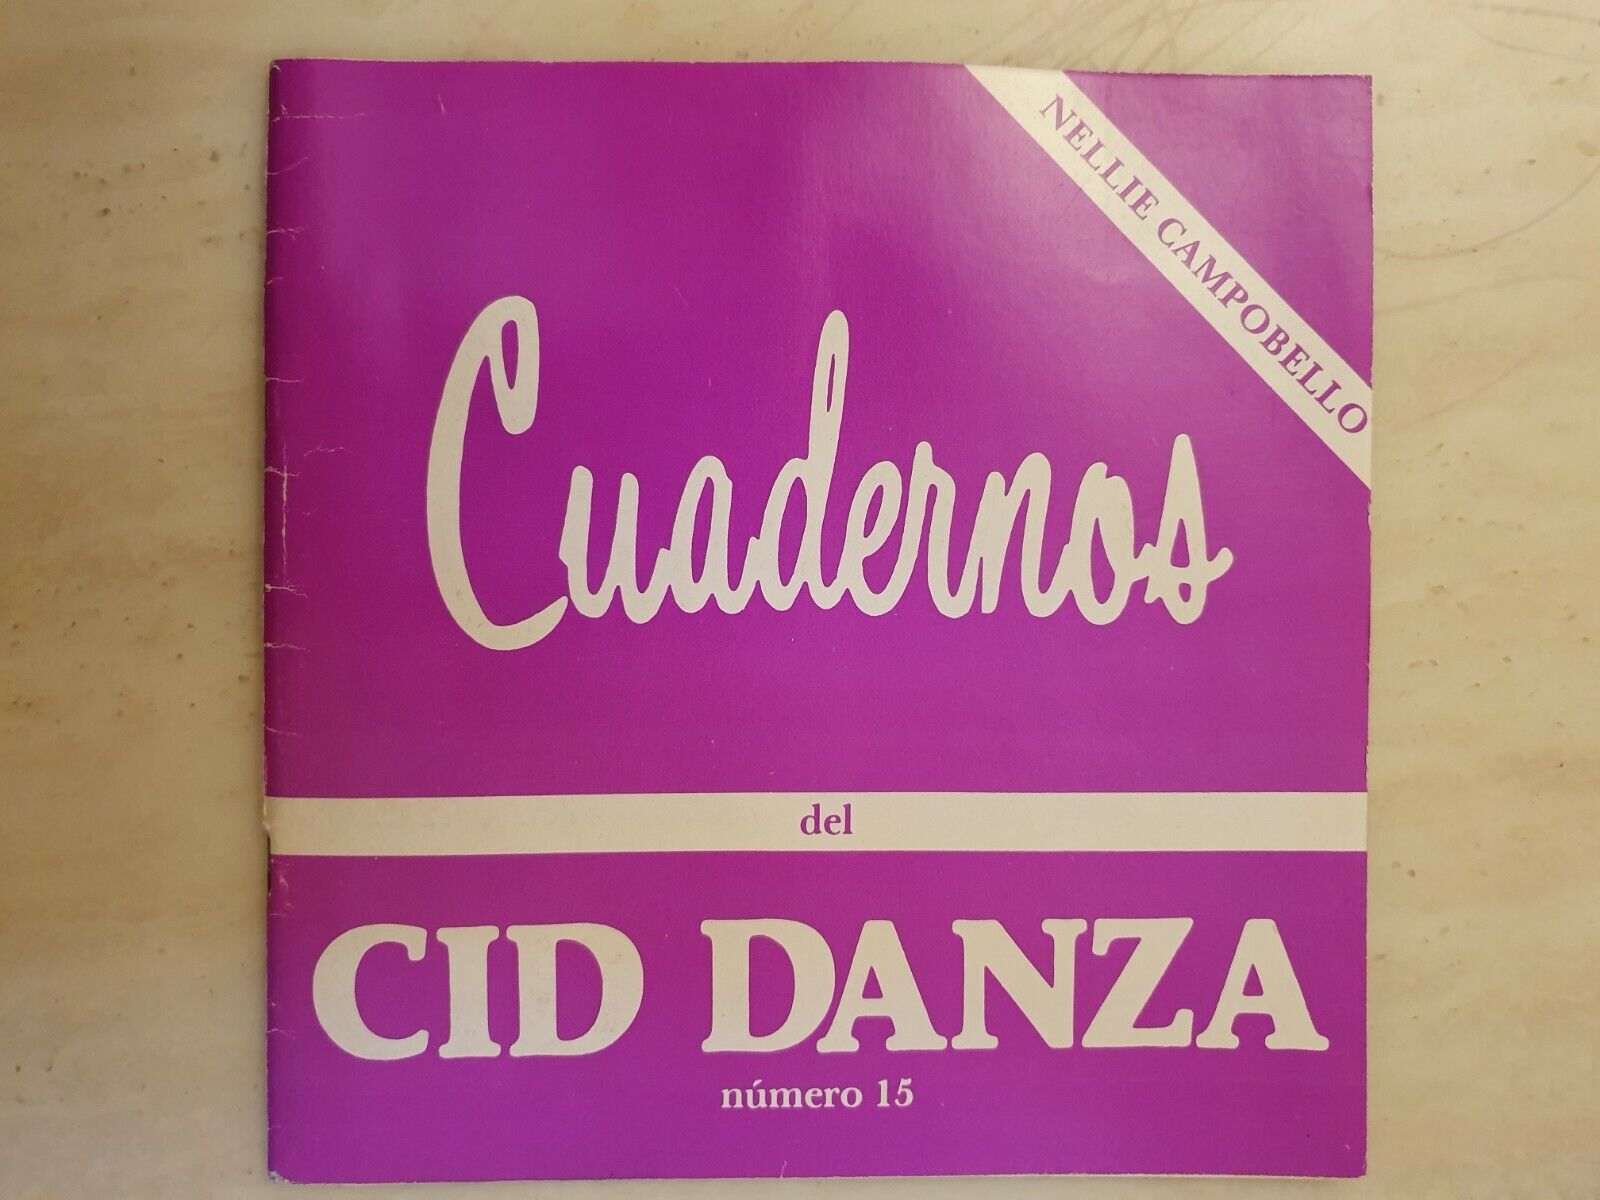 NELLIE CAMPOBELLO
Cuadernos
del
CID DANZA
número 15